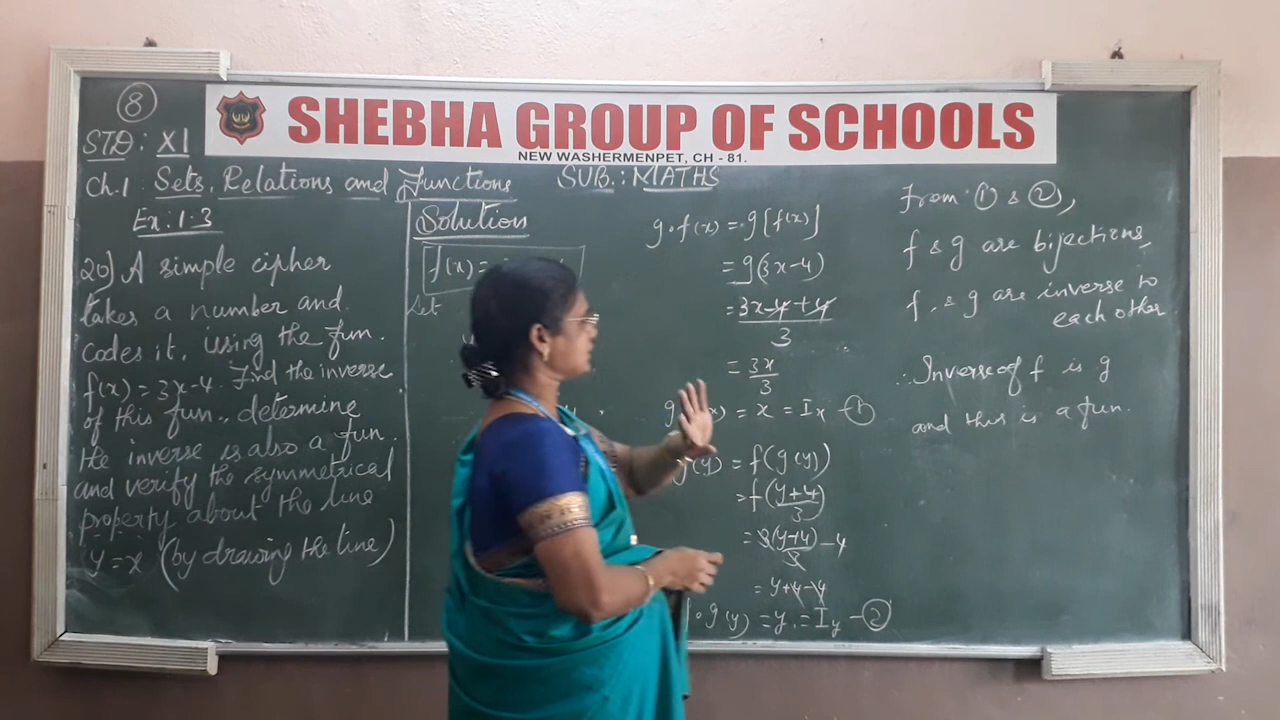 8
SHEBHA GROUP OF SCHOOLS
NEW WASHERMENPET, CH - 81.
STD: XI
Ch.1 Sets, Relations and Functions
SUB.: MATHS
Ex: 1.3
20) A simple cipher
takes a number and
codes it, using the fun.
f(x) = 3x-4. Find the inverse
of this fun., determine
the inverse is also a fun.
and verify the symmetrical
property about the line
y = x (by drawing the line)
Solution
f(x) =
Let
g∘f(x) = g[f(x)]
= g(3x-4)
= (3x-4+4)/3
= 3x/3
= x = Ix -①
(y) = f(g(y))
= f((y+4)/3)
= 3(y+4)/3 - 4
= y+4-4
∘g(y) = y = Iy -②
From ① & ②,
f & g are bijections,
f & g are inverse to
each other.
∴ Inverse of f is g
and this is a fun.